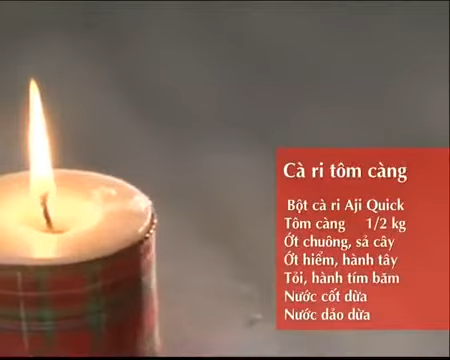 Cà ri tôm càng
Bột cà ri Aji Quick
Tôm càng 1/2 kg
Ớt chuông, sả cây
Ớt hiểm, hành tây
Tỏi, hành tím băm
Nước cốt dừa
Nước dảo dừa